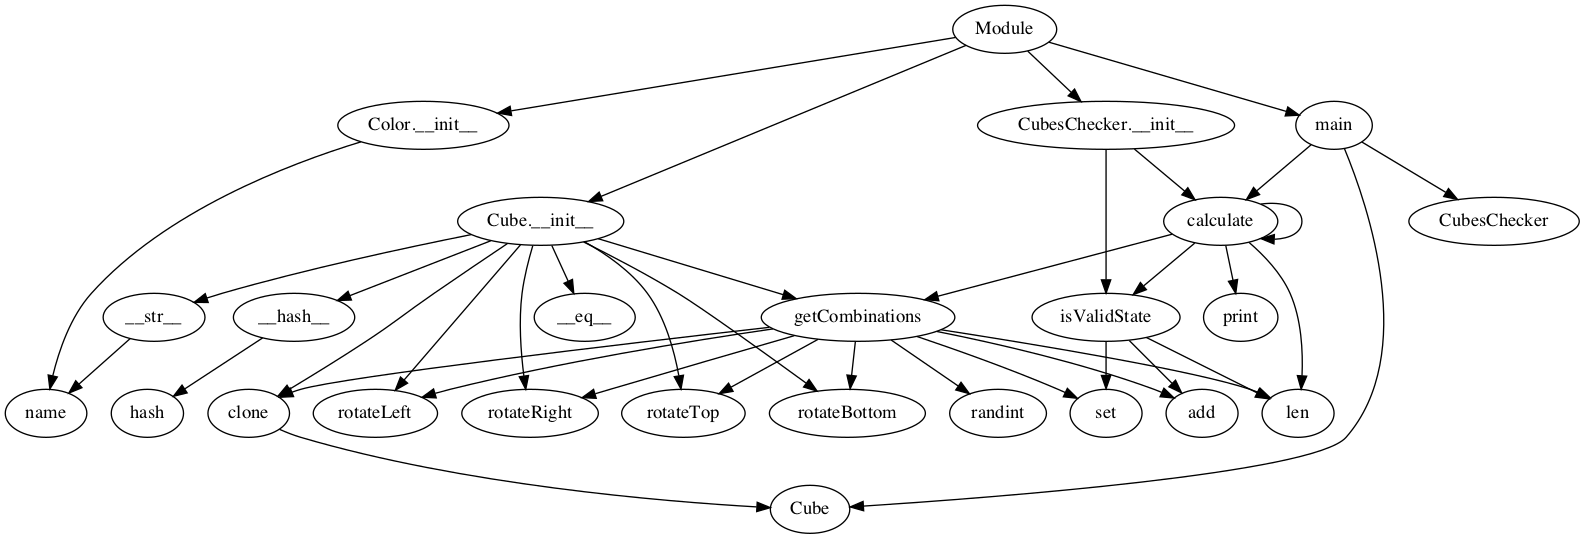 Module
Color.__init__
CubesChecker.__init__
main
Cube.__init__
calculate
CubesChecker
__str__
__hash__
__eq__
getCombinations
isValidState
print
name
hash
clone
rotateLeft
rotateRight
rotateTop
rotateBottom
randint
set
add
len
Cube